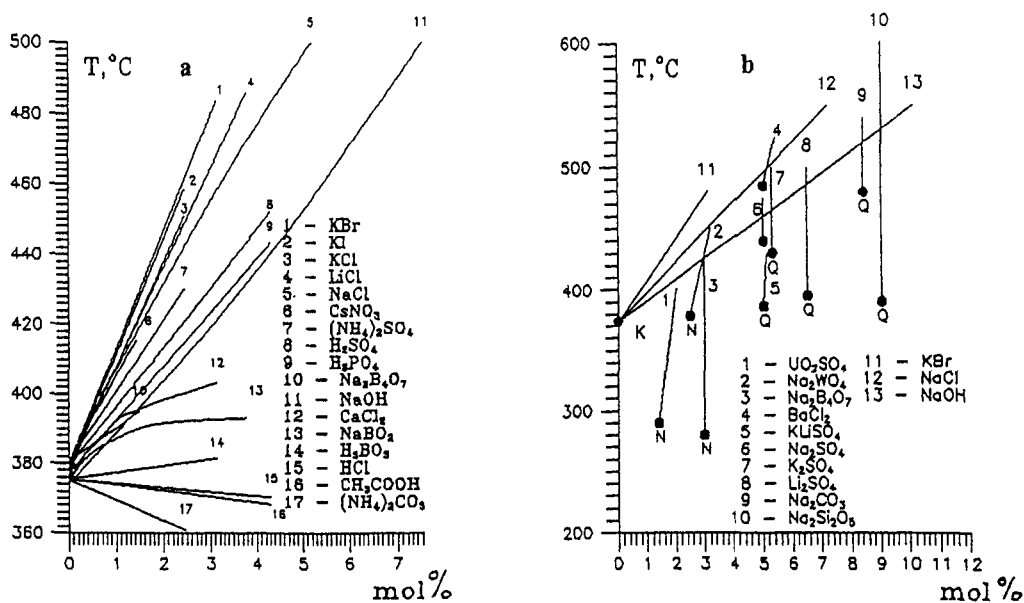 T,°C
a
500
480
460
440
420
400
380
360
0 1 2 3 4 5 6 7
mol%
1
2
3
4
5
6
7
8
9
10
11
12
13
14
15
16
17
1 – KBr
2 – KI
3 – KCl
4 – LiCl
5 – NaCl
6 – CsNO₃
7 – (NH₄)₂SO₄
8 – H₂SO₄
9 – H₃PO₄
10 – Na₂B₄O₇
11 – NaOH
12 – CaCl₂
13 – NaBO₂
14 – H₃BO₃
15 – HCl
16 – CH₃COOH
17 – (NH₄)₂CO₃
T,°C
b
600
500
400
300
200
0 1 2 3 4 5 6 7 8 9 10 11 12
mol%
10
12
9
13
4
8
11
7
6
2
Q
1
3
5
K
N
Q
Q
Q
N
N
1 – UO₂SO₄
2 – Na₂WO₄
3 – Na₂B₄O₇
4 – BaCl₂
5 – KLiSO₄
6 – Na₂SO₄
7 – K₂SO₄
8 – Li₂SO₄
9 – Na₂CO₃
10 – Na₂Si₂O₅
11 – KBr
12 – NaCl
13 – NaOH